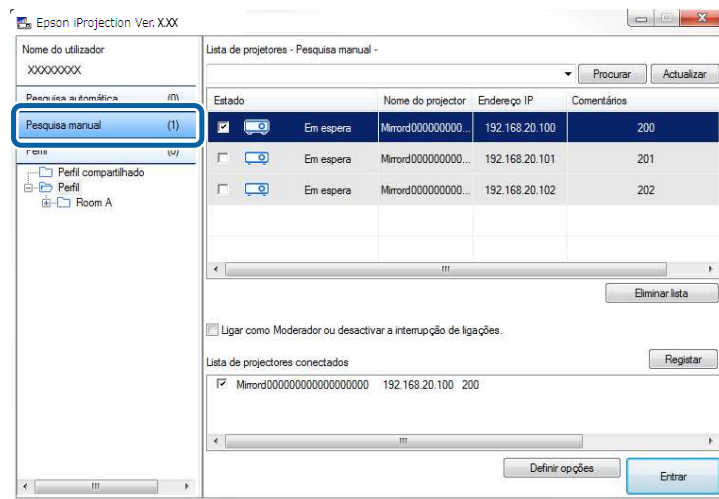 Epson iProjection Ver. X.XX
Nome do utilizador
XXXXXXXX
Pesquisa automática (0)
Pesquisa manual (1)
Perfil (0)
Perfil compartilhado
Perfil
Room A
Lista de projetores - Pesquisa manual -
Procurar Actualizar
Estado Nome do projector Endereço IP Comentários
Em espera Mirrord000000000... 192.168.20.100 200
Em espera Mirrord000000000... 192.168.20.101 201
Em espera Mirrord000000000... 192.168.20.102 202
Eliminar lista
Ligar como Moderador ou desactivar a interrupção de ligações.
Lista de projectores conectados
Registar
Mirrord000000000000000000 192.168.20.100 200
Definir opções
Entrar